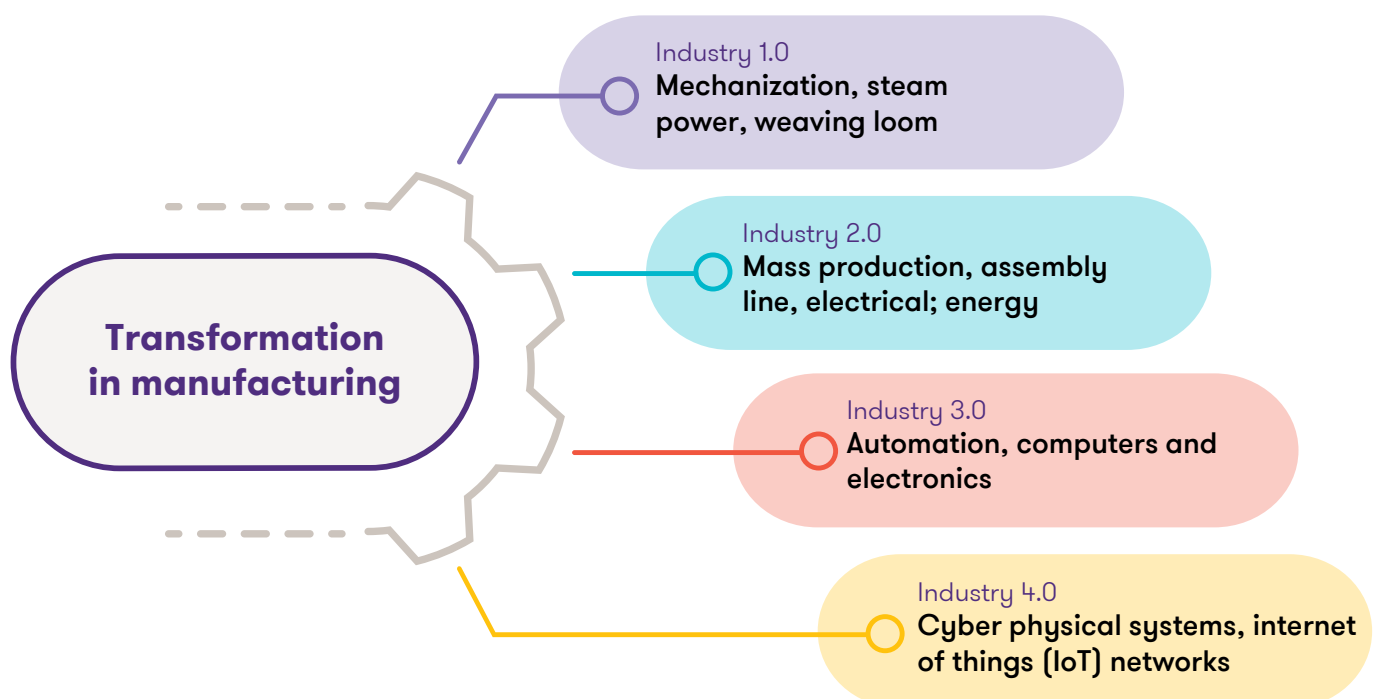 Industry 1.0
Mechanization, steam
power, weaving loom
Industry 2.0
Mass production, assembly
line, electrical; energy
Transformation
in manufacturing
Industry 3.0
Automation, computers and
electronics
Industry 4.0
Cyber physical systems, internet
of things (IoT) networks